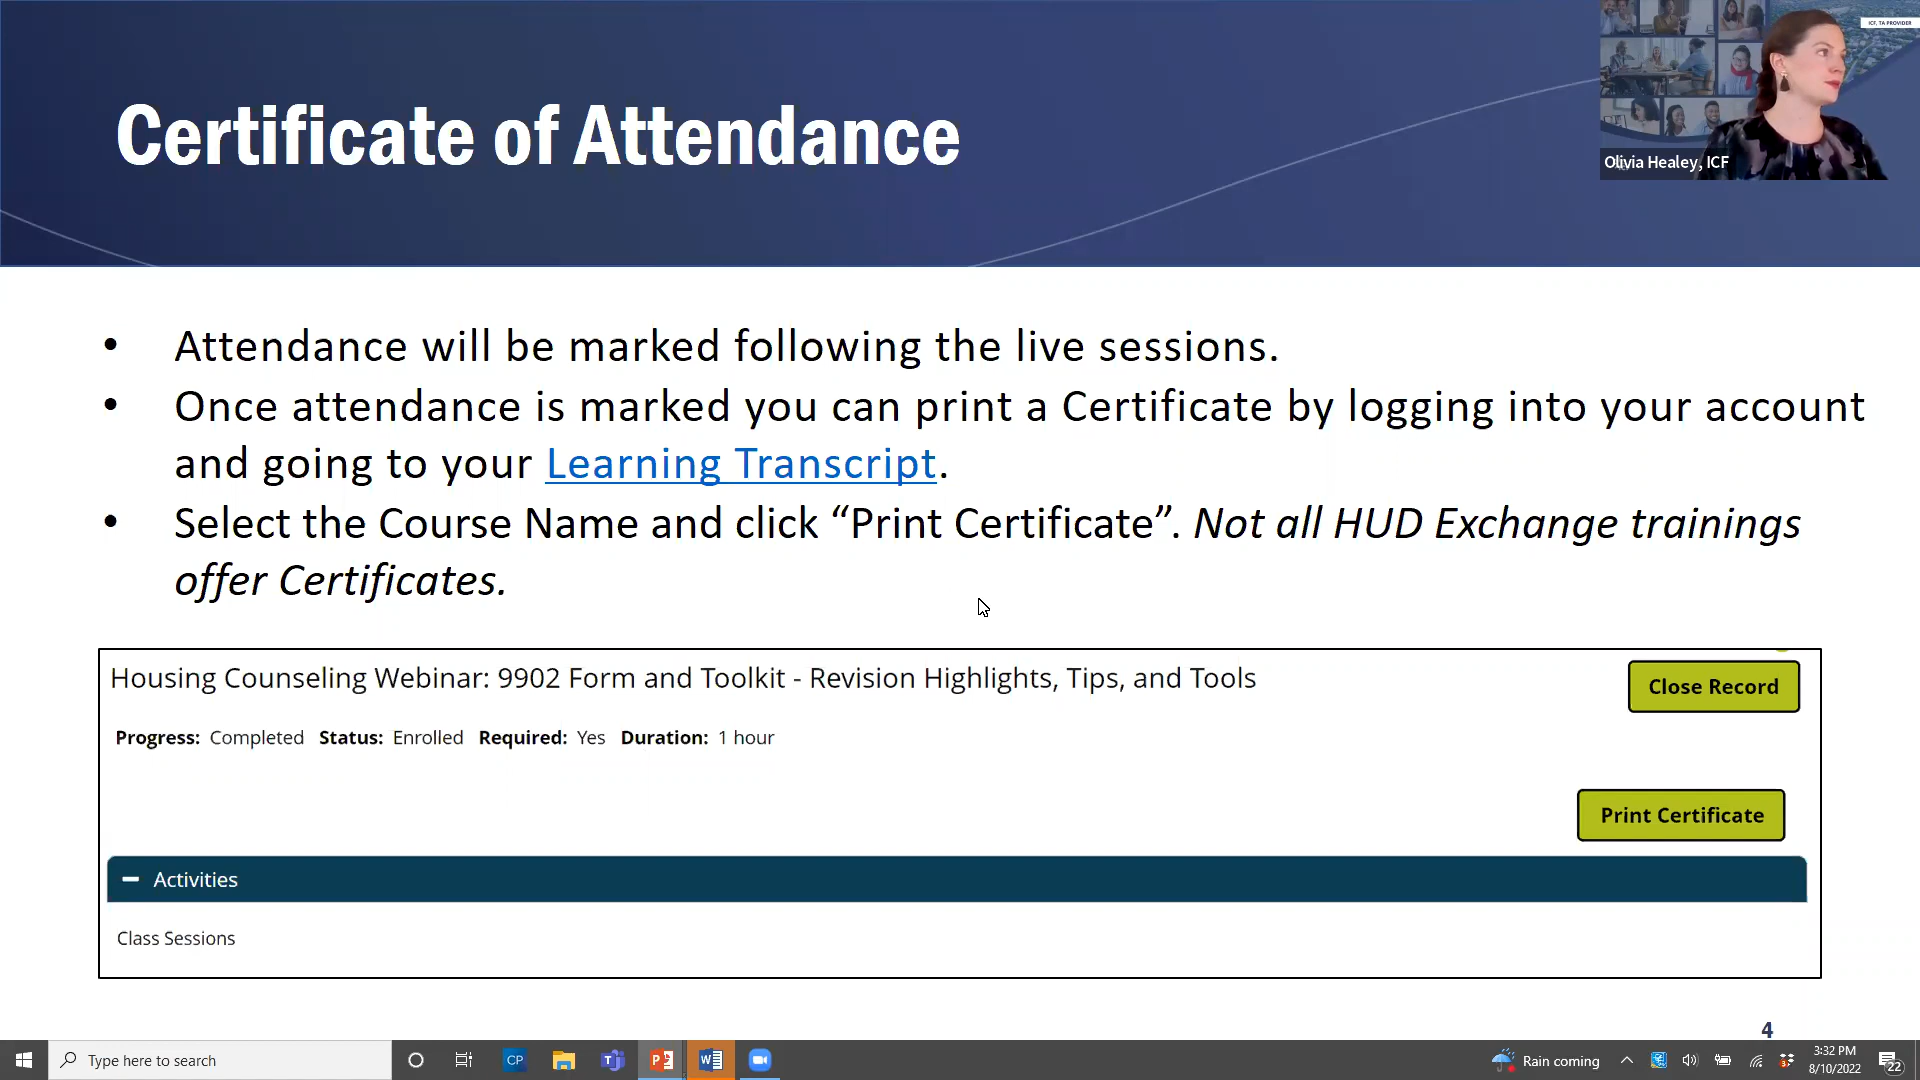 ICF, TA PROVIDER
Certificate of Attendance
Olivia Healey, ICF
• Attendance will be marked following the live sessions.
• Once attendance is marked you can print a Certificate by logging into your account
and going to your Learning Transcript.
• Select the Course Name and click “Print Certificate”. Not all HUD Exchange trainings
offer Certificates.
Housing Counseling Webinar: 9902 Form and Toolkit - Revision Highlights, Tips, and Tools
Close Record
Progress: Completed Status: Enrolled Required: Yes Duration: 1 hour
Print Certificate
Activities
Class Sessions
4
Type here to search
CP
Rain coming
3:32 PM
8/10/2022
22